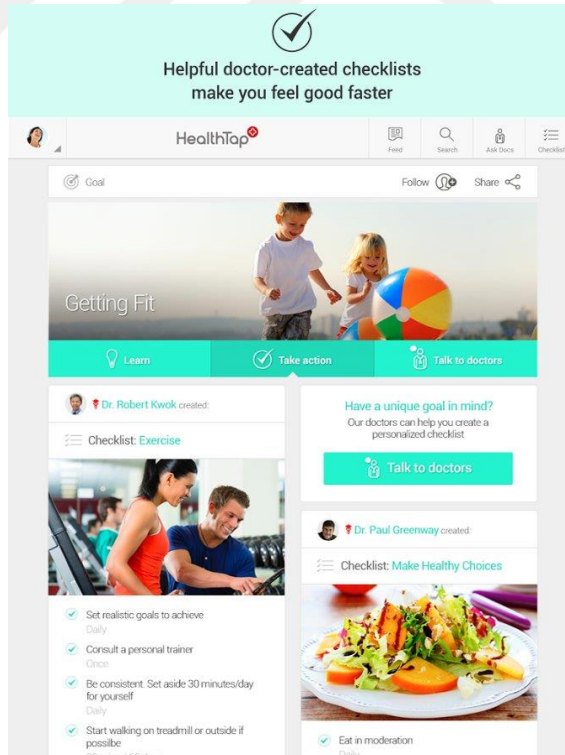 Helpful doctor-created checklists
make you feel good faster
HealthTap
Feed
Search
Ask Docs
Checklist
Goal
Follow
Share
Getting Fit
Learn
Take action
Talk to doctors
Dr. Robert Kwok created:
Checklist: Exercise
Set realistic goals to achieve
Daily
Consult a personal trainer
Once
Be consistent. Set aside 30 minutes/day
for yourself
Daily
Start walking on treadmill or outside if
possilbe
Have a unique goal in mind?
Our doctors can help you create a
personalized checklist
Talk to doctors
Dr. Paul Greenway created:
Checklist: Make Healthy Choices
Eat in moderation
Daily